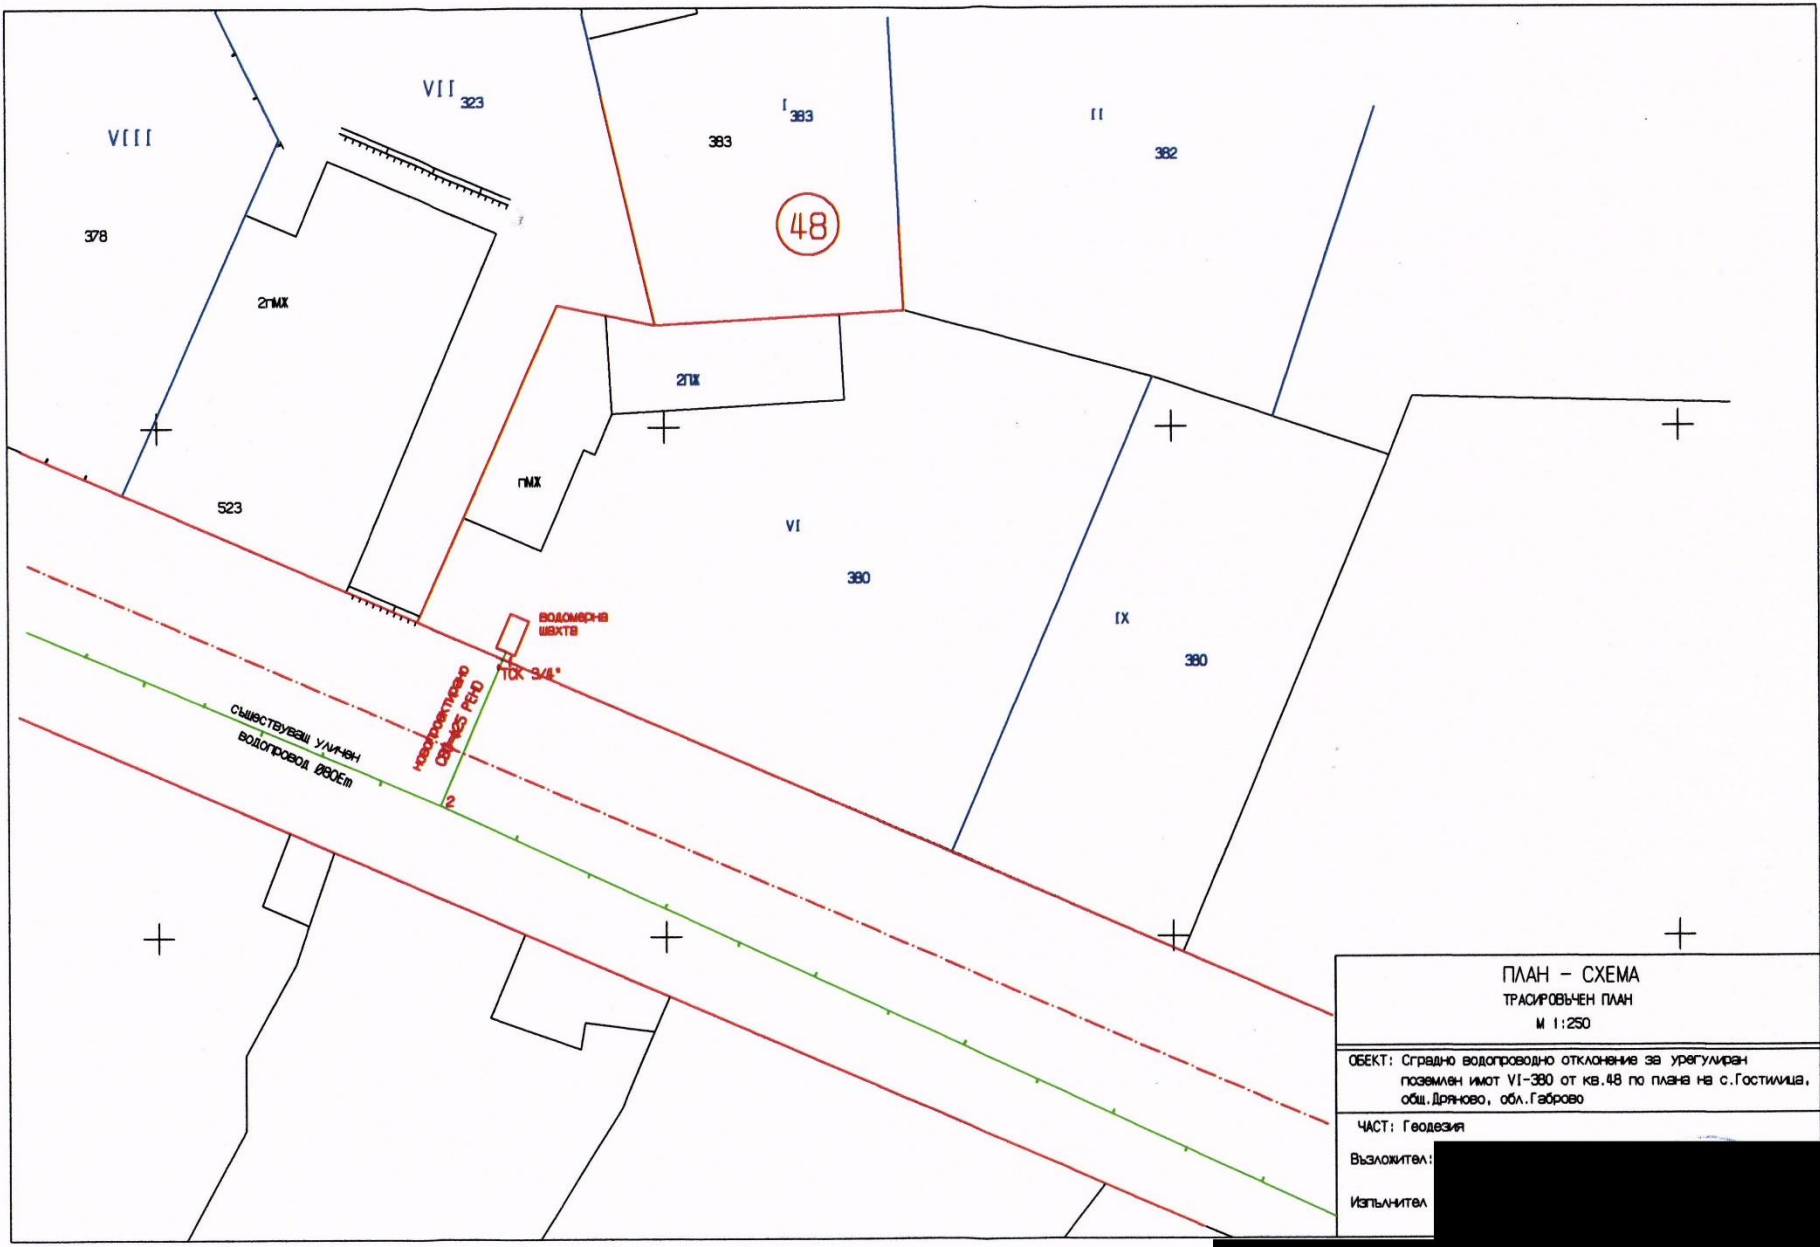 VII 323
I 383
II
382
VIII
383
48
378
2пМЖ
2ПЖ
пМЖ
523
VI
380
IX
380
водомерна
шахта
ТСК 3/4"
новопроектирано
PEHD
съществуващ уличен
водопровод Ø80Em
2
ПЛАН - СХЕМА
ТРАСИРОВЪЧЕН ПЛАН
М 1:250
ОБЕКТ: Сградно водопроводно отклонение за урегулиран
поземлен имот VI-380 от кв.48 по плана на с.Гостилица,
общ.Дряново, обл.Габрово
ЧАСТ: Геодезия
Възложител:
Изпълнител